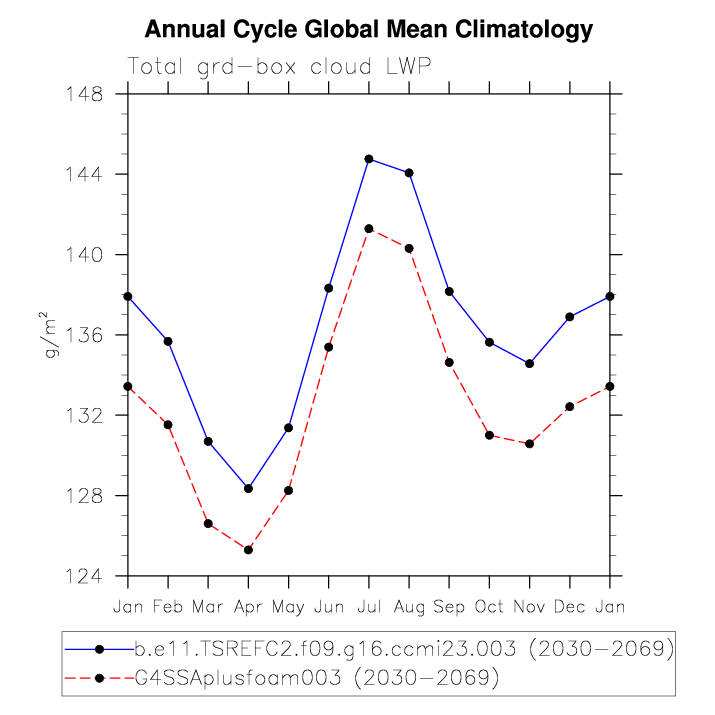 Annual Cycle Global Mean Climatology
Total grd-box cloud LWP
148
144
140
136
132
128
124
g/m²
Jan Feb Mar Apr May Jun Jul Aug Sep Oct Nov Dec Jan
b.e11.TSREFC2.f09.g16.ccmi23.003 (2030-2069)
G4SSAplusfoam003 (2030-2069)